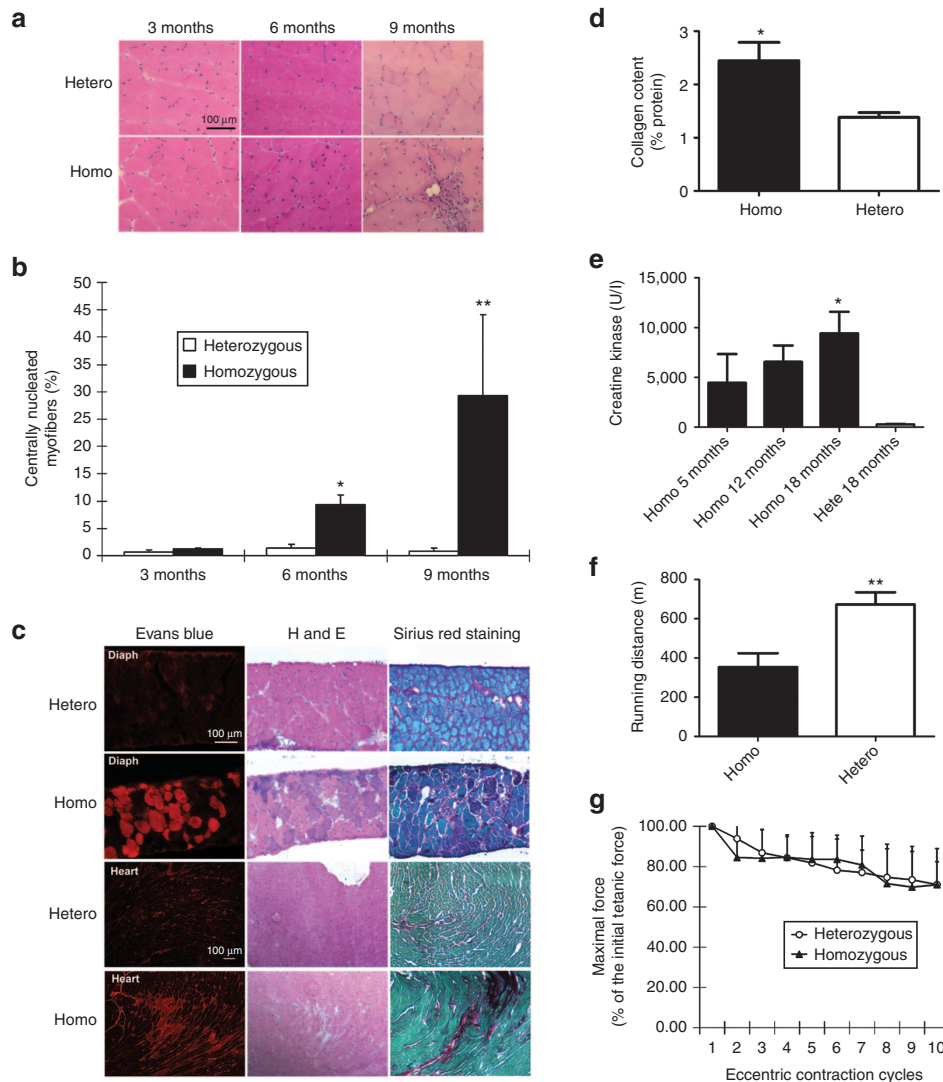 a
3 months 6 months 9 months
Hetero
100 μm
Homo
b
Centrally nucleated
myofibers (%)
50
45
40
35
30
25
20
15
10
5
0
Heterozygous
Homozygous
*
**
3 months 6 months 9 months
c
Evans blue H and E Sirius red staining
Diaph
Hetero
100 μm
Diaph
Homo
Heart
Hetero
100 μm
Heart
Homo
d
Collagen cotent
(% protein)
3
2
1
0
*
Homo Hetero
e
Creatine kinase (U/l)
15,000
10,000
5,000
0
*
Homo 5 months
Homo 12 months
Homo 18 months
Hete 18 months
f
Running distance (m)
800
600
400
200
0
**
Homo
Hetero
g
Maximal force
(% of the initial tetanic force)
100.00
80.00
60.00
40.00
20.00
0.00
Heterozygous
Homozygous
1 2 3 4 5 6 7 8 9 10
Eccentric contraction cycles